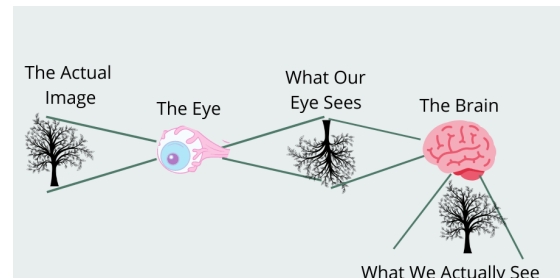 The Actual
Image
The Eye
What Our
Eye Sees
The Brain
What We Actually See